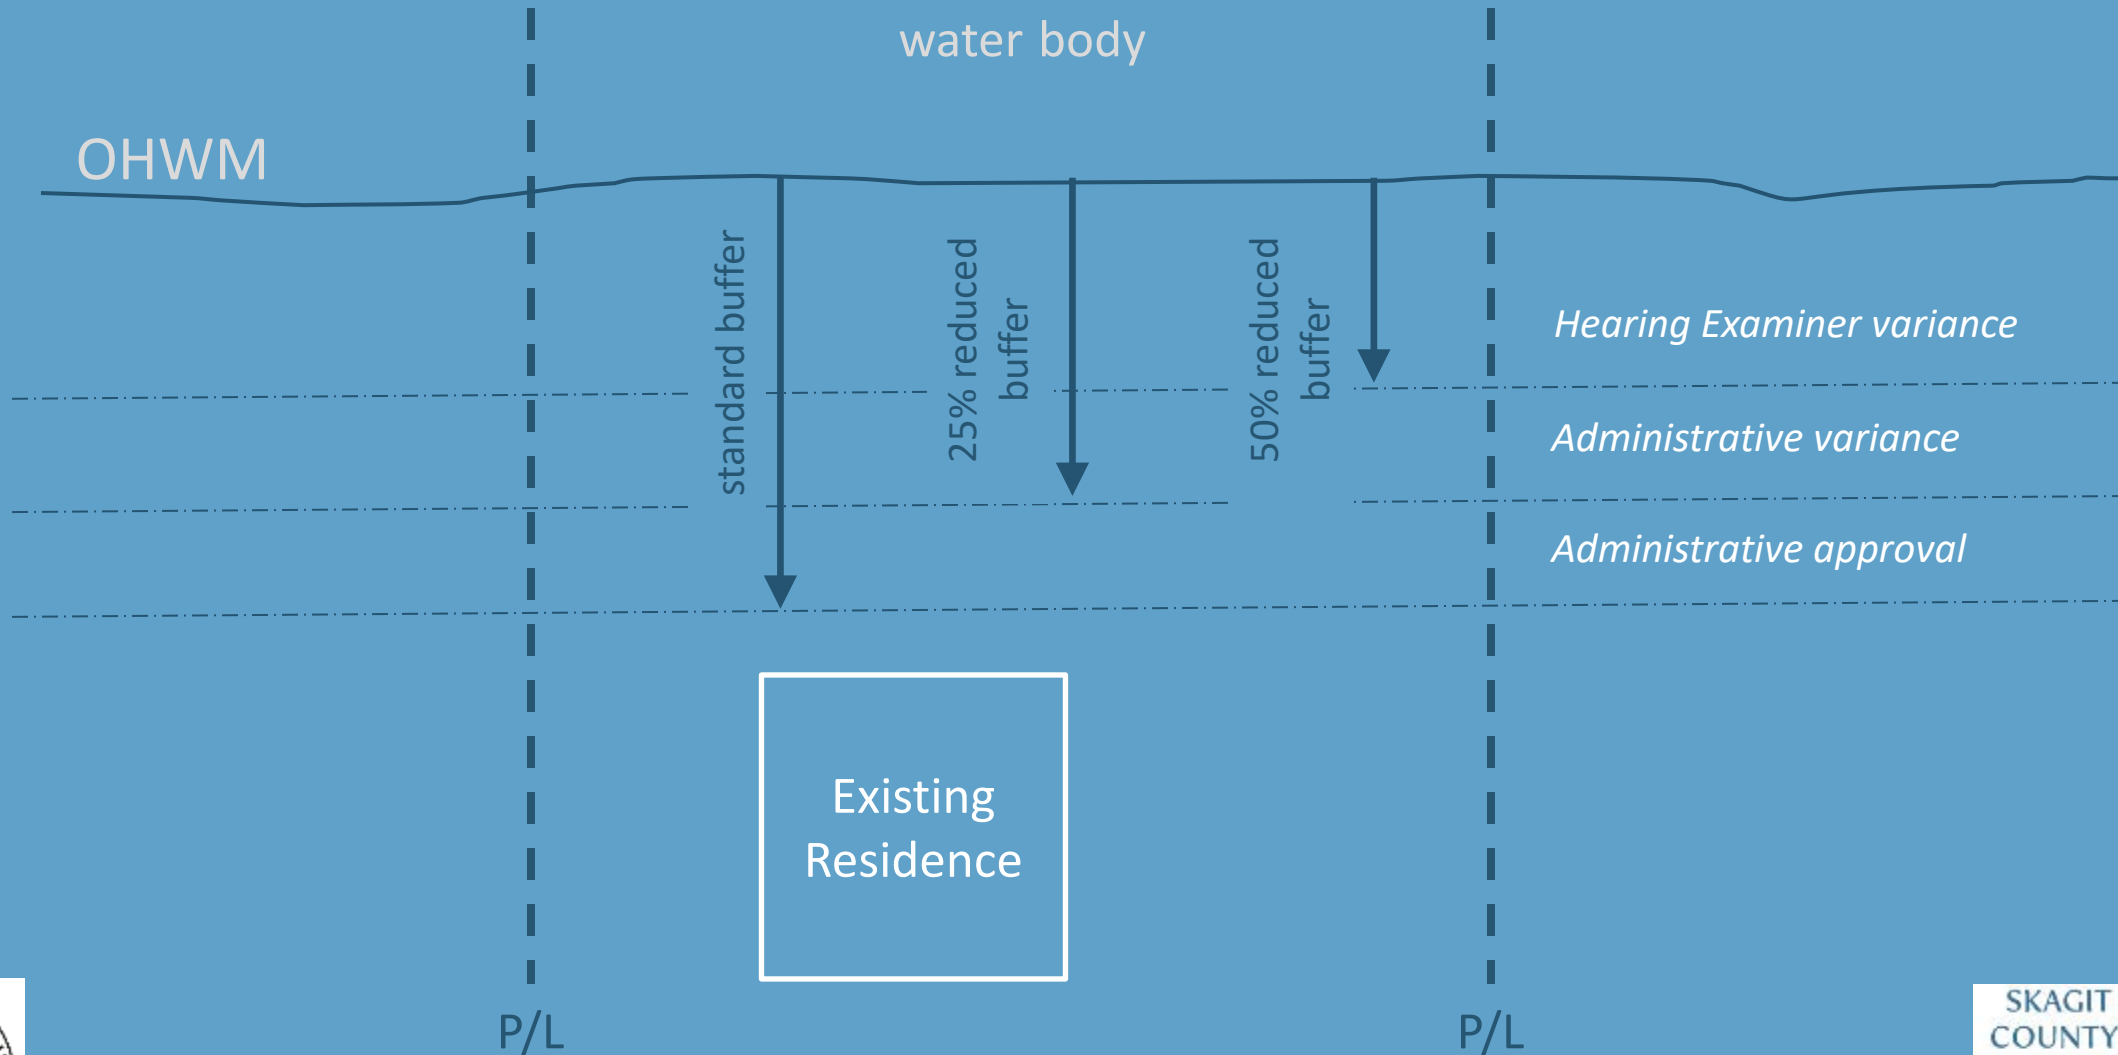 water body
OHWM
standard buffer
25% reduced
buffer
50% reduced
buffer
Hearing Examiner variance
Administrative variance
Administrative approval
Existing
Residence
P/L
P/L
SKAGIT
COUNTY